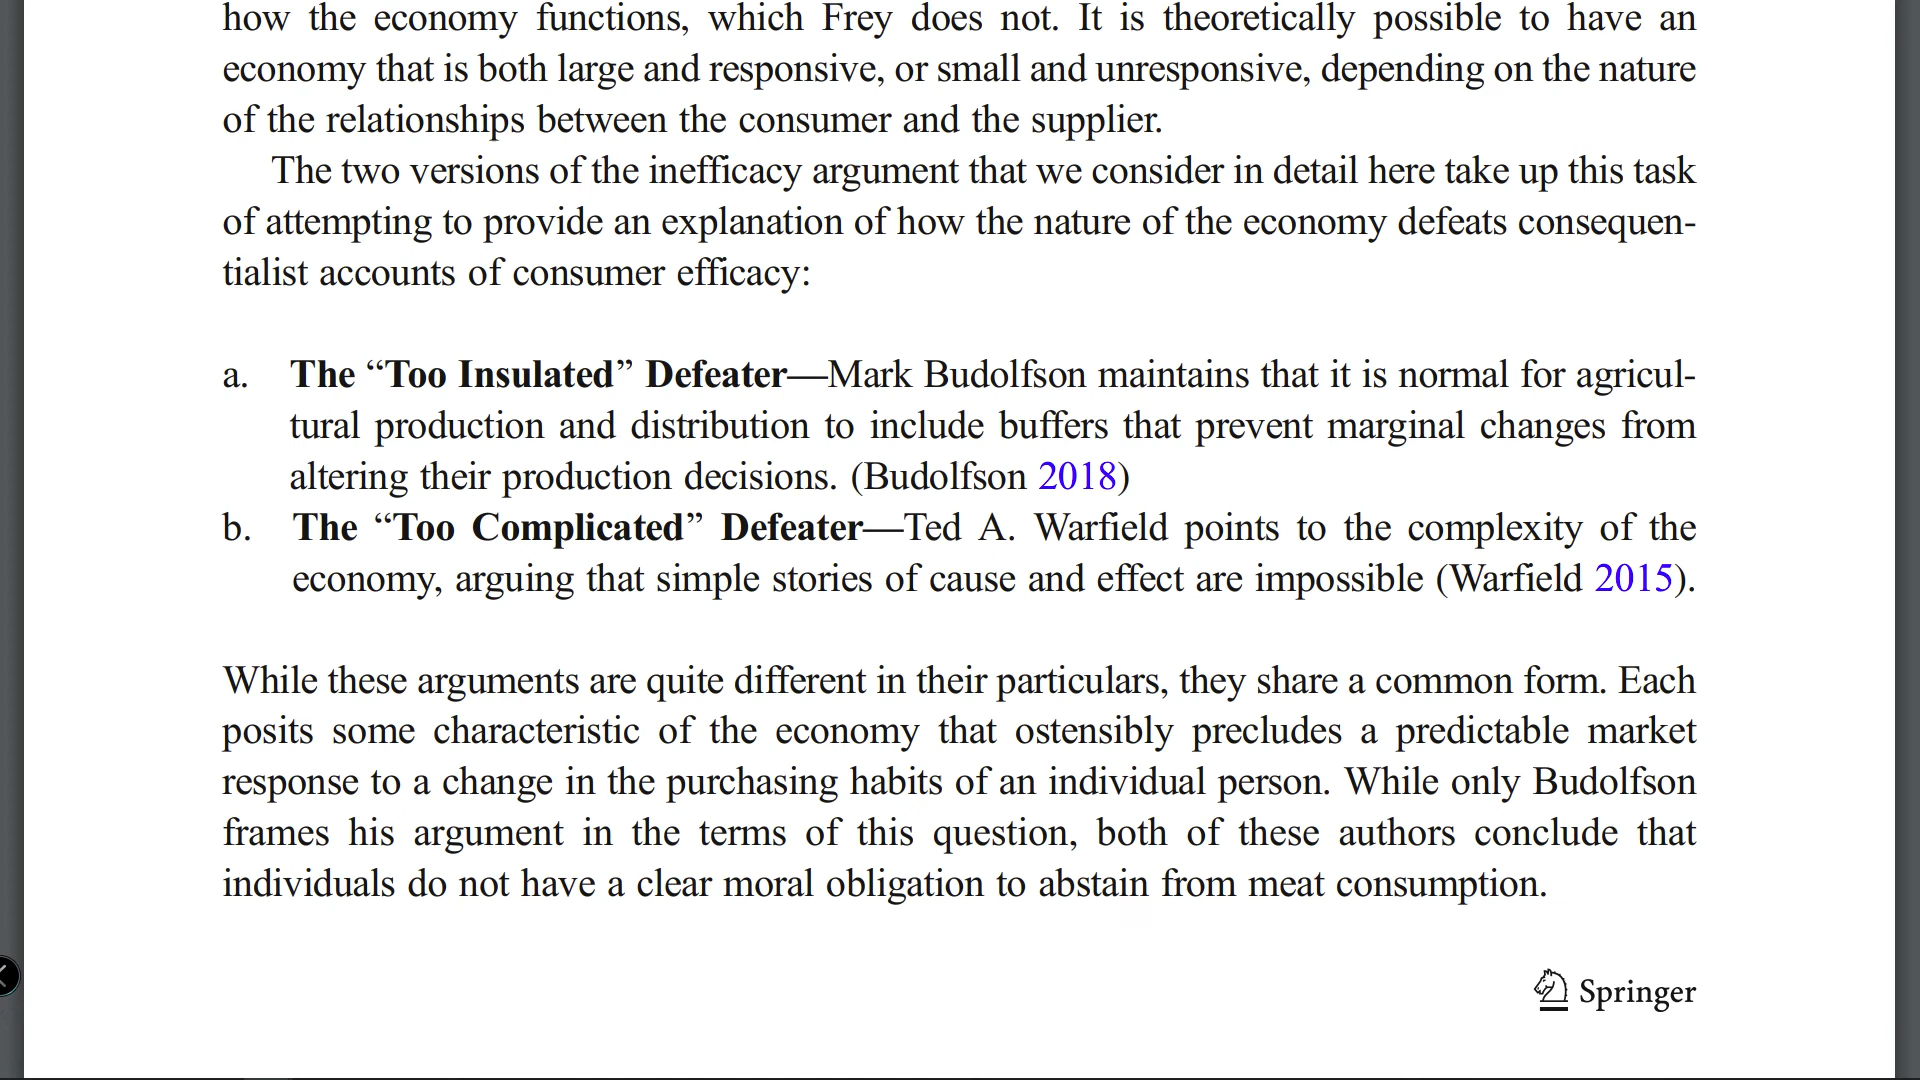 how the economy functions, which Frey does not. It is theoretically possible to have an
economy that is both large and responsive, or small and unresponsive, depending on the nature
of the relationships between the consumer and the supplier.
The two versions of the inefficacy argument that we consider in detail here take up this task
of attempting to provide an explanation of how the nature of the economy defeats consequen-
tialist accounts of consumer efficacy:
a. The “Too Insulated” Defeater—Mark Budolfson maintains that it is normal for agricul-
tural production and distribution to include buffers that prevent marginal changes from
altering their production decisions. (Budolfson 2018)
b. The “Too Complicated” Defeater—Ted A. Warfield points to the complexity of the
economy, arguing that simple stories of cause and effect are impossible (Warfield 2015).
While these arguments are quite different in their particulars, they share a common form. Each
posits some characteristic of the economy that ostensibly precludes a predictable market
response to a change in the purchasing habits of an individual person. While only Budolfson
frames his argument in the terms of this question, both of these authors conclude that
individuals do not have a clear moral obligation to abstain from meat consumption.
Springer